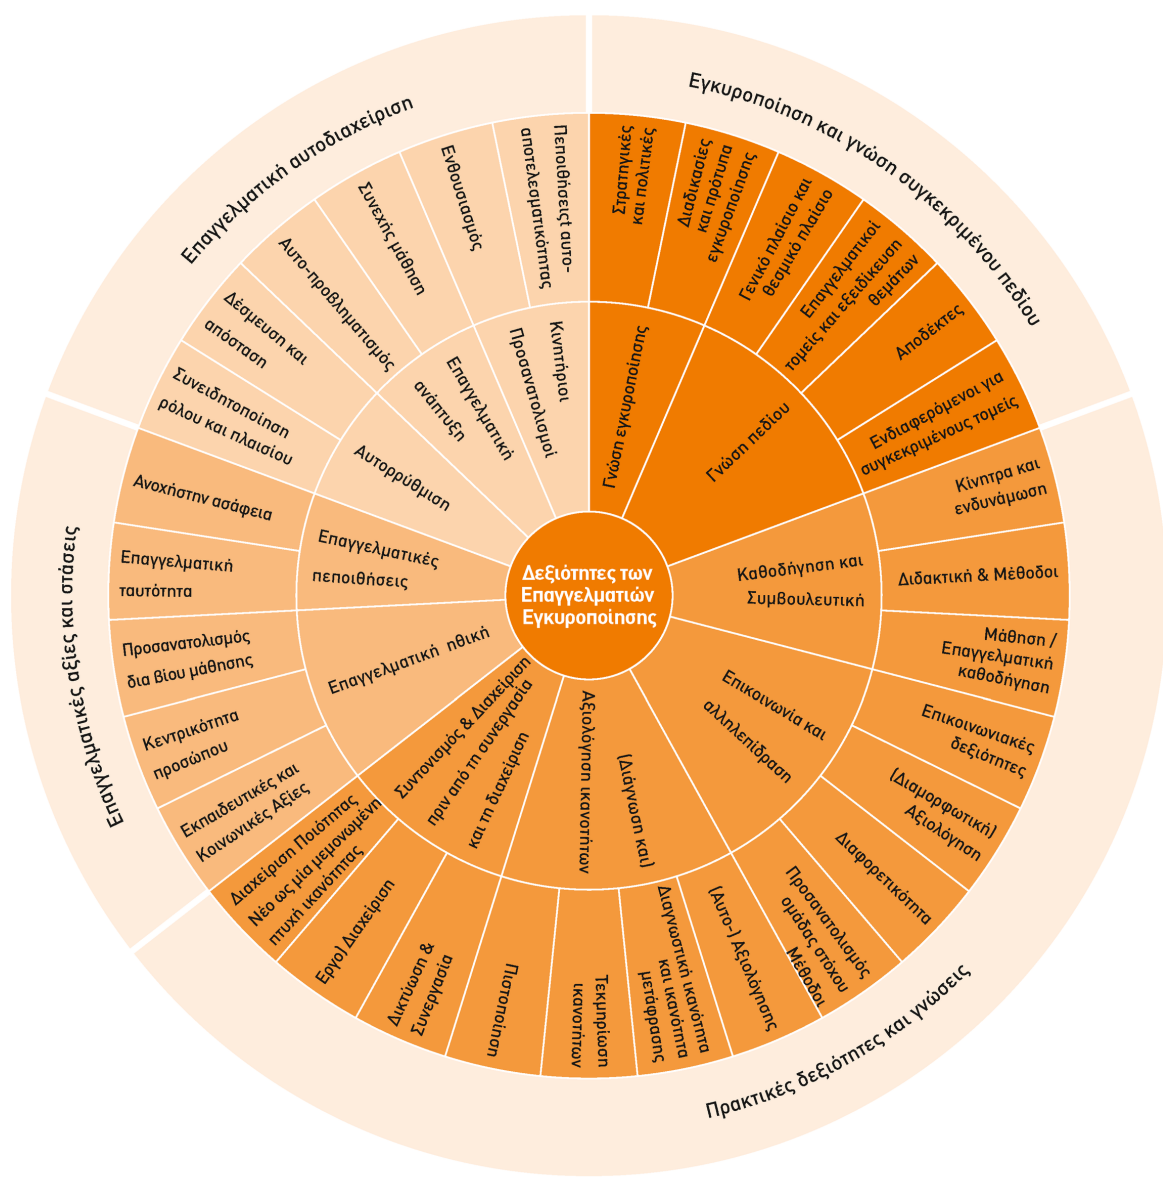 Δεξιότητες των
Επαγγελματιών
Εγκυροποίησης
Εγκυροποίηση και γνώση συγκεκριμένου πεδίου
Γνώση εγκυροποίησης
Στρατηγικές
και πολιτικές
Διαδικασίες
και πρότυπα
εγκυροποίησης
Γνώση πεδίου
Γενικό πλαίσιο και
θεσμικό πλαίσιο
Επαγγελματικοί
τομείς και εξειδίκευση
θεμάτων
Αποδέκτες
Ενδιαφερόμενοι για
συγκεκριμένους τομείς
Πρακτικές δεξιότητες και γνώσεις
Καθοδήγηση και
Συμβουλευτική
Κίνητρα και
ενδυνάμωση
Διδακτική & Μέθοδοι
Μάθηση /
Επαγγελματική
καθοδήγηση
Επικοινωνία και
αλληλεπίδραση
Επικοινωνιακές
δεξιότητες
(Διαμορφωτική)
Αξιολόγηση
Διαφορετικότητα
Προσανατολισμός
ομάδας στόχου
Μέθοδοι
(Διάγνωση και)
Αξιολόγηση ικανοτήτων
(Αυτο-) Αξιολόγησης
Διαγνωστική ικανότητα
και ικανότητα
μετάφρασης
Τεκμηρίωση
ικανοτήτων
Πιστοποίηση
Συντονισμός & Διαχείριση
πριν από τη συνεργασία
και τη διαχείριση
Δικτύωση &
Συνεργασία
Εργο) Διαχείριση
Διαχείριση Ποιότητας
Νέο ως μία μεμονωμένη
πτυχή ικανότητας
Επαγγελματικές αξίες και στάσεις
Επαγγελματική ηθική
Εκπαιδευτικές και
Κοινωνικές Αξίες
Κεντρικότητα
προσώπου
Προσανατολισμός
δια βίου μάθησης
Επαγγελματικές
πεποιθήσεις
Επαγγελματική
ταυτότητα
Ανοχήστην ασάφεια
Επαγγελματική αυτοδιαχείριση
Αυτορρύθμιση
Συνειδητοποίηση
ρόλου και πλαισίου
Δέσμευση και
απόσταση
Αυτο-προβληματισμός
Επαγγελματική
ανάπτυξη
Συνεχής μάθηση
Ενθουσιασμός
Κινητήριοι
Προσανατολισμοί
Πεποιθήσειςt αυτο-
αποτελεσματικότητας